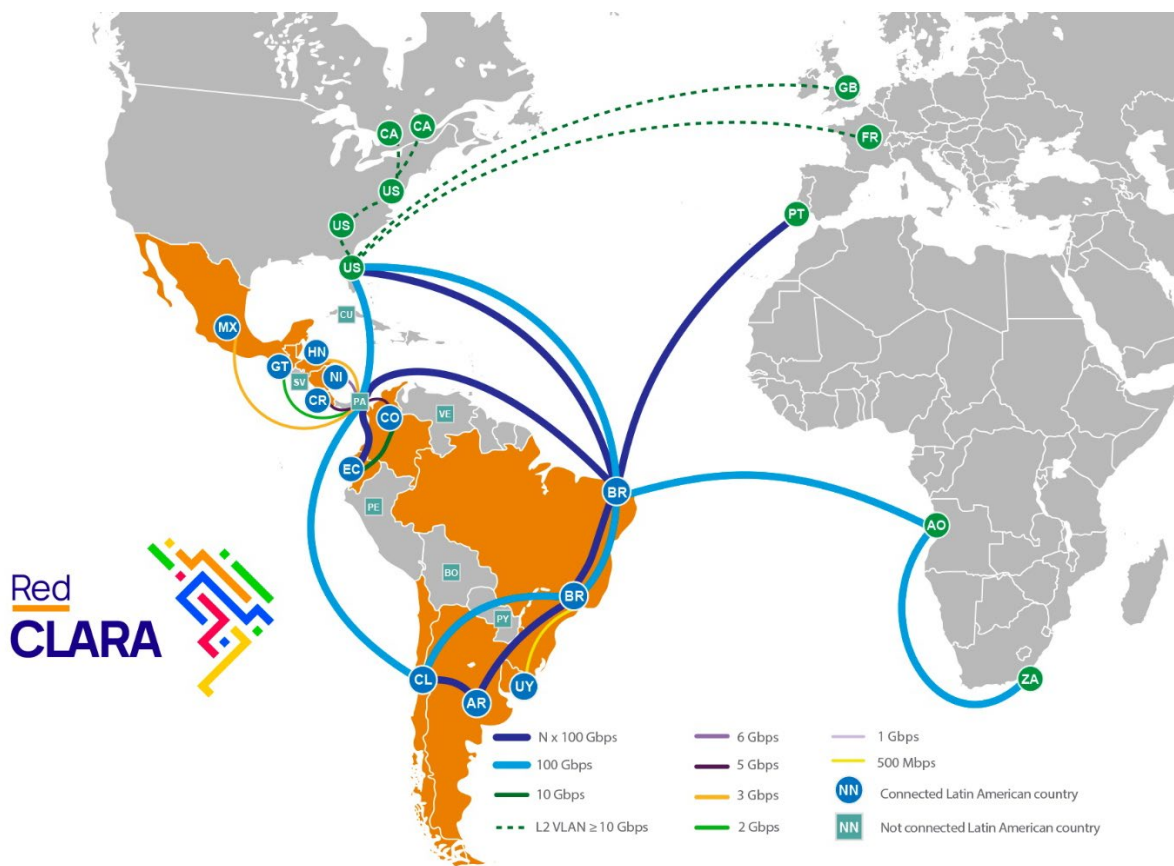 GB
CA
CA
FR
US
PT
US
US
CU
MX
HN
GT
NI
SV
CR
PA
CO
VE
EC
BR
PE
AO
BO
Red
CLARA
BR
PY
CL
UY
AR
ZA
N x 100 Gbps
6 Gbps
1 Gbps
100 Gbps
5 Gbps
500 Mbps
10 Gbps
3 Gbps
NN Connected Latin American country
L2 VLAN ≥ 10 Gbps
2 Gbps
NN Not connected Latin American country